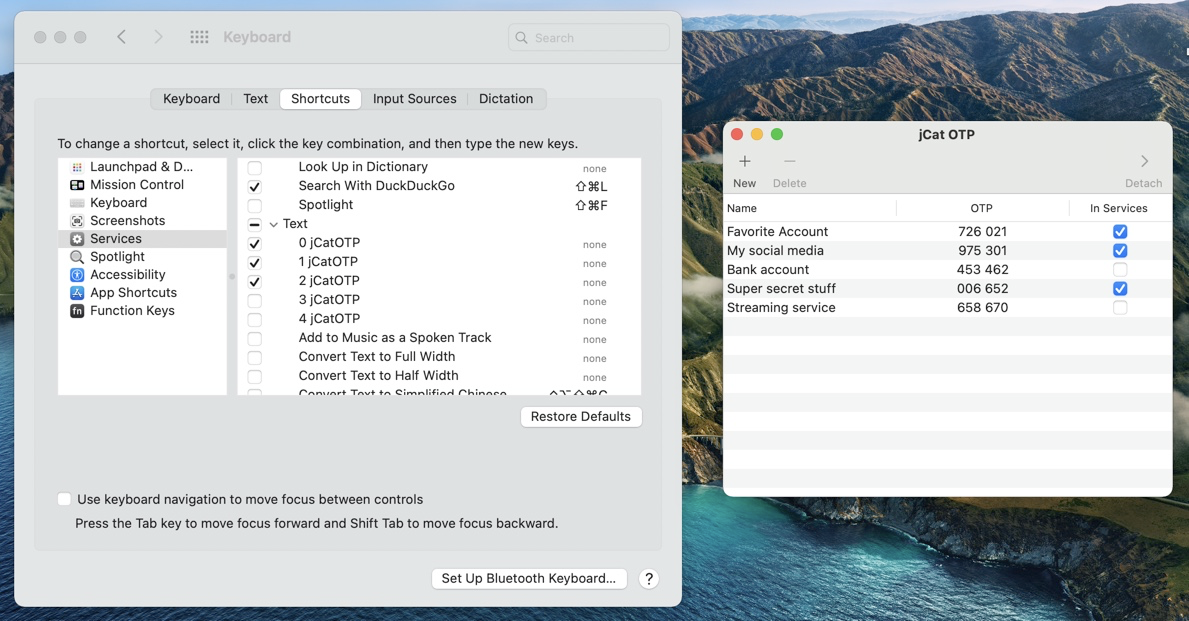 Keyboard
Search
Keyboard Text Shortcuts Input Sources Dictation
To change a shortcut, select it, click the key combination, and then type the new keys.
Launchpad & D...
Mission Control
Keyboard
Screenshots
Services
Spotlight
Accessibility
App Shortcuts
fn Function Keys
Look Up in Dictionary none
Search With DuckDuckGo ⇧⌘L
Spotlight ⇧⌘F
Text
0 jCatOTP none
1 jCatOTP none
2 jCatOTP none
3 jCatOTP none
4 jCatOTP none
Add to Music as a Spoken Track none
Convert Text to Full Width none
Convert Text to Half Width none
Convert Text to Simplified Chinese ^⌥⇧⌘C
Restore Defaults
Use keyboard navigation to move focus between controls
Press the Tab key to move focus forward and Shift Tab to move focus backward.
Set Up Bluetooth Keyboard... ?
jCat OTP
New Delete Detach
Name OTP In Services
Favorite Account 726 021
My social media 975 301
Bank account 453 462
Super secret stuff 006 652
Streaming service 658 670